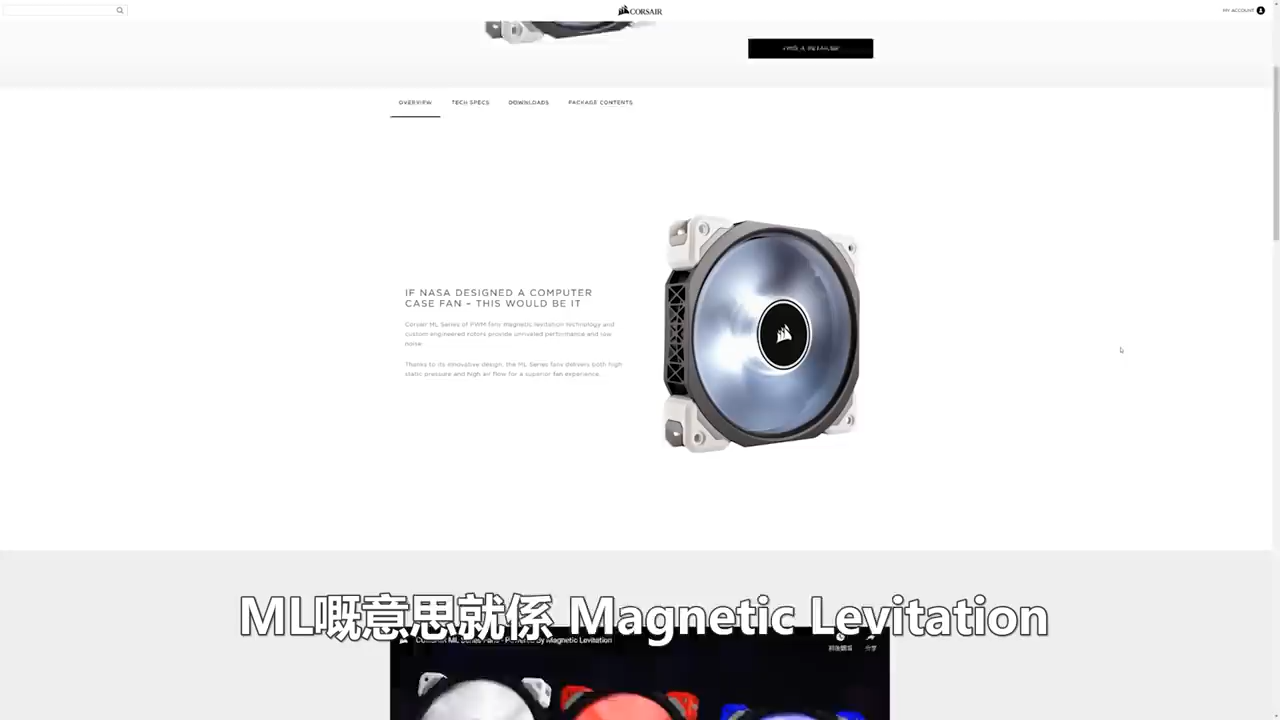 CORSAIR
MY ACCOUNT
OVERVIEW TECH SPECS DOWNLOADS PACKAGE CONTENTS
IF NASA DESIGNED A COMPUTER
CASE FAN – THIS WOULD BE IT
Corsair ML Series of PWM fans magnetic levitation technology and
custom engineered rotors provide unrivaled performance and low
noise.
Thanks to its innovative design, the ML Series fans delivers both high
static pressure and high air flow for a superior fan experience.
ML嘅意思就係 Magnetic Levitation
CORSAIR ML Series Fans - Powered by Magnetic Levitation
稍後觀看 分享